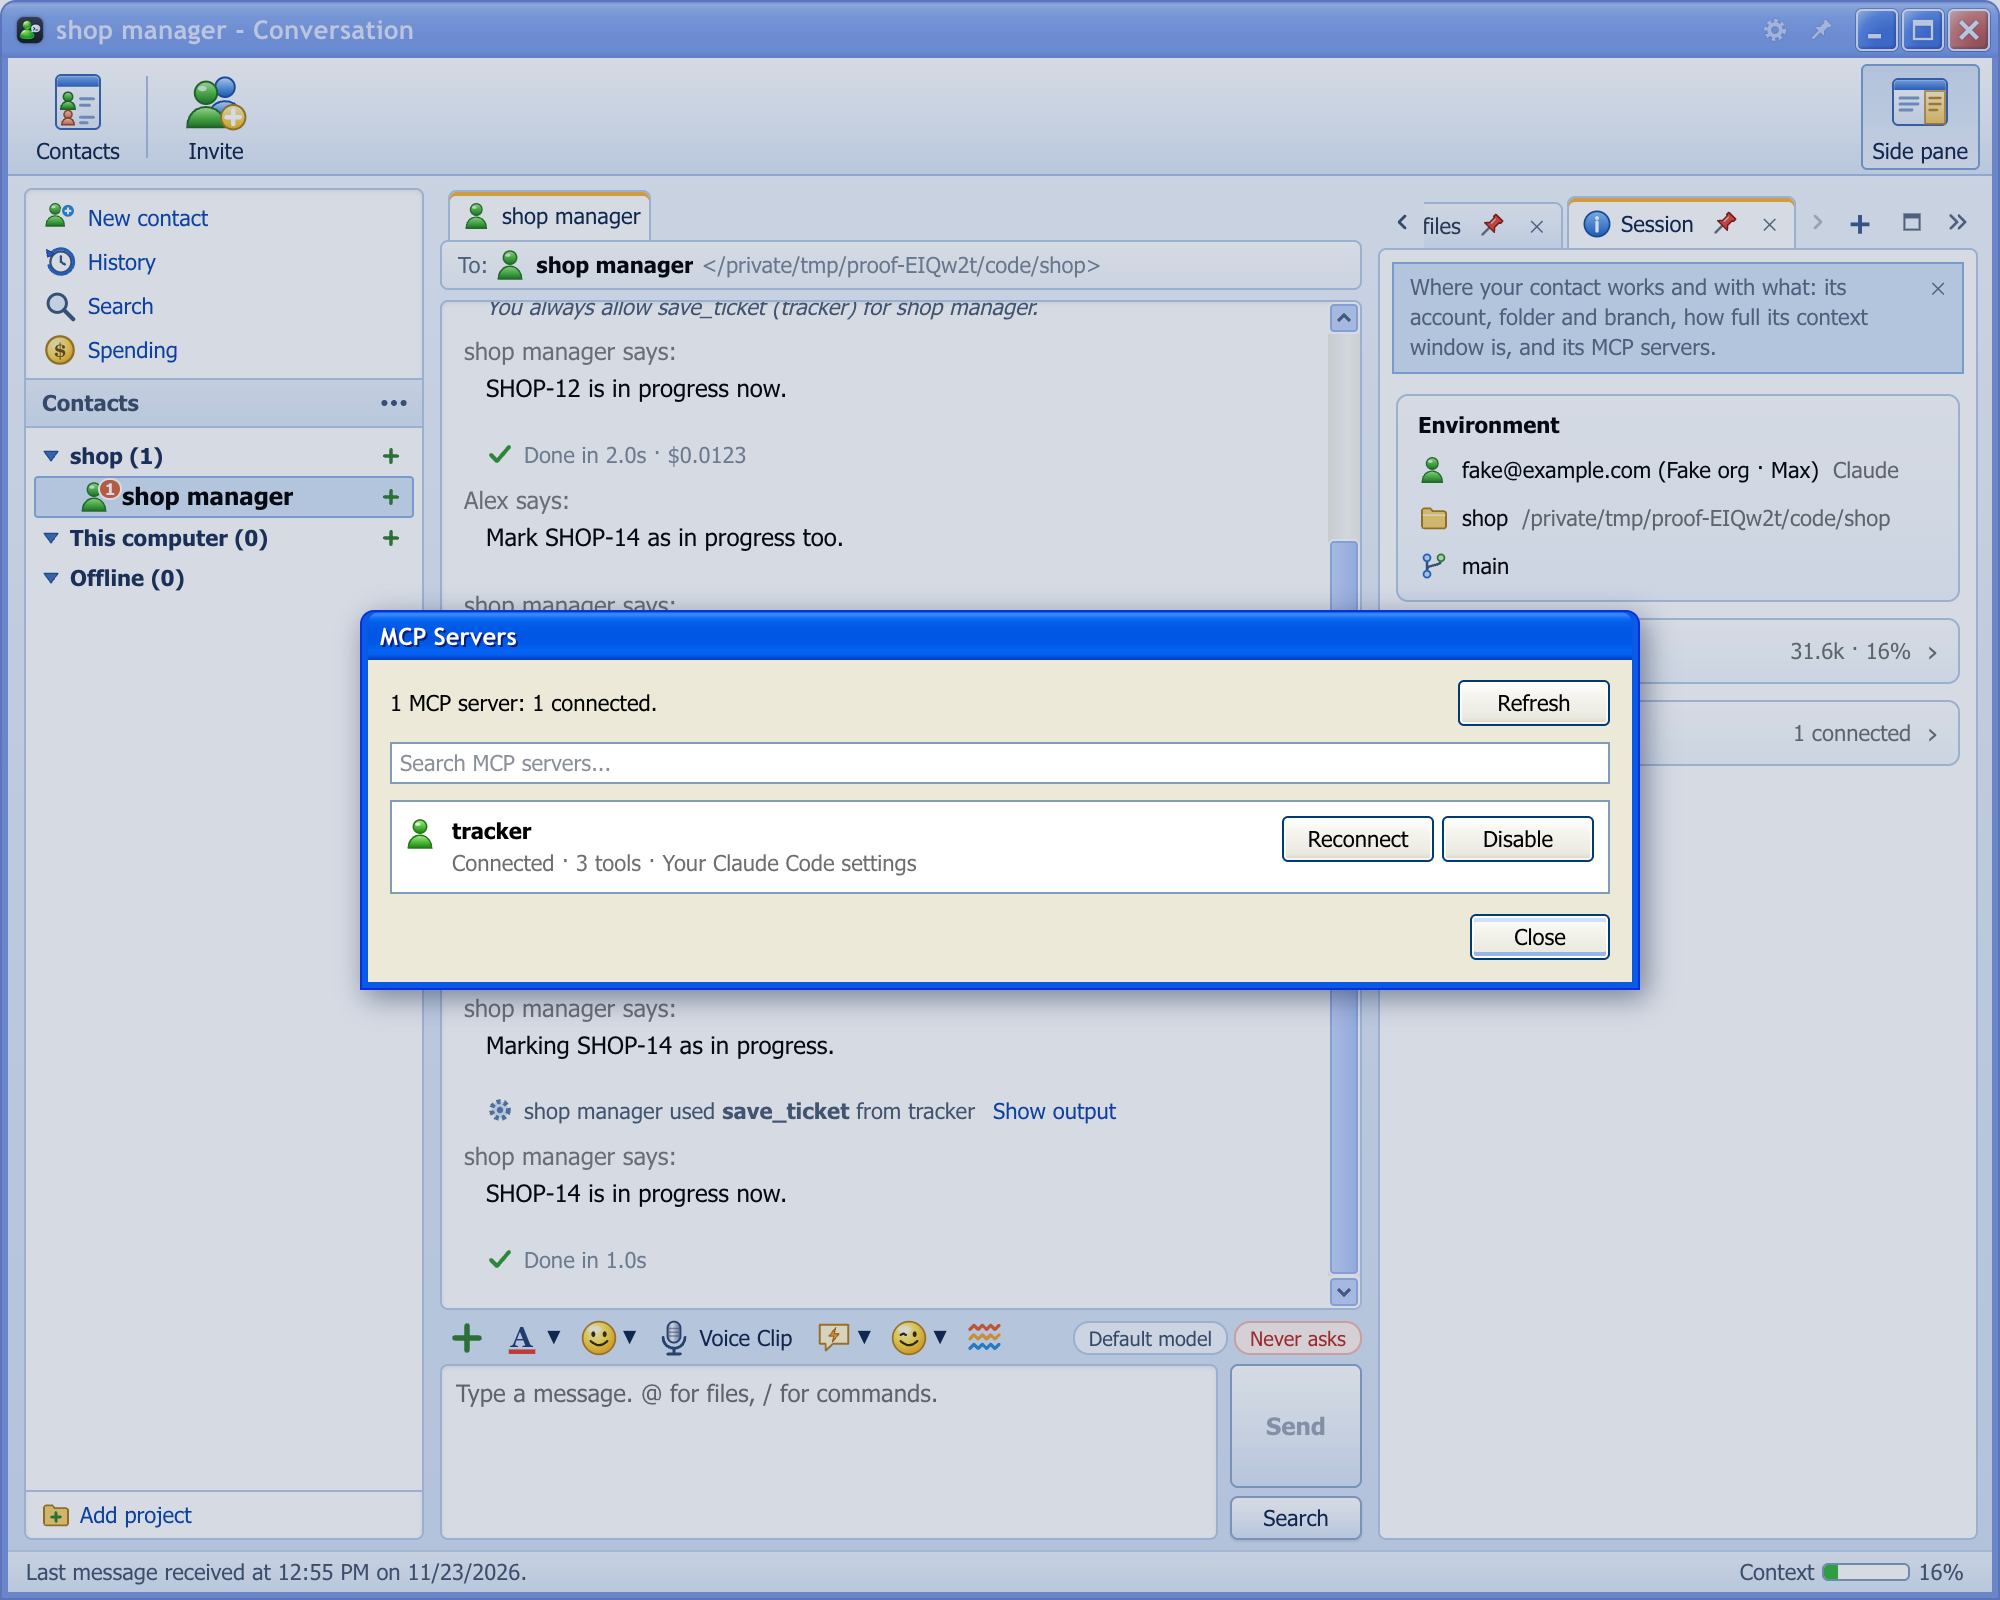 shop manager - Conversation
Contacts
Invite
Side pane
New contact
History
Search
Spending
Contacts
shop (1)
1
shop manager
This computer (0)
Offline (0)
Add project
shop manager
To: shop manager </private/tmp/proof-EIQw2t/code/shop>
You always allow save_ticket (tracker) for shop manager.
shop manager says:
SHOP-12 is in progress now.
Done in 2.0s · $0.0123
Alex says:
Mark SHOP-14 as in progress too.
shop manager says:
MCP Servers
1 MCP server: 1 connected.
Refresh
Search MCP servers...
tracker
Connected · 3 tools · Your Claude Code settings
Reconnect
Disable
Close
shop manager says:
Marking SHOP-14 as in progress.
shop manager used save_ticket from tracker Show output
shop manager says:
SHOP-14 is in progress now.
Done in 1.0s
A
Voice Clip
Default model
Never asks
Type a message. @ for files, / for commands.
Send
Search
files
Session
Where your contact works and with what: its
account, folder and branch, how full its context
window is, and its MCP servers.
Environment
fake@example.com (Fake org · Max) Claude
shop /private/tmp/proof-EIQw2t/code/shop
main
31.6k · 16%
1 connected
Last message received at 12:55 PM on 11/23/2026.
Context 16%